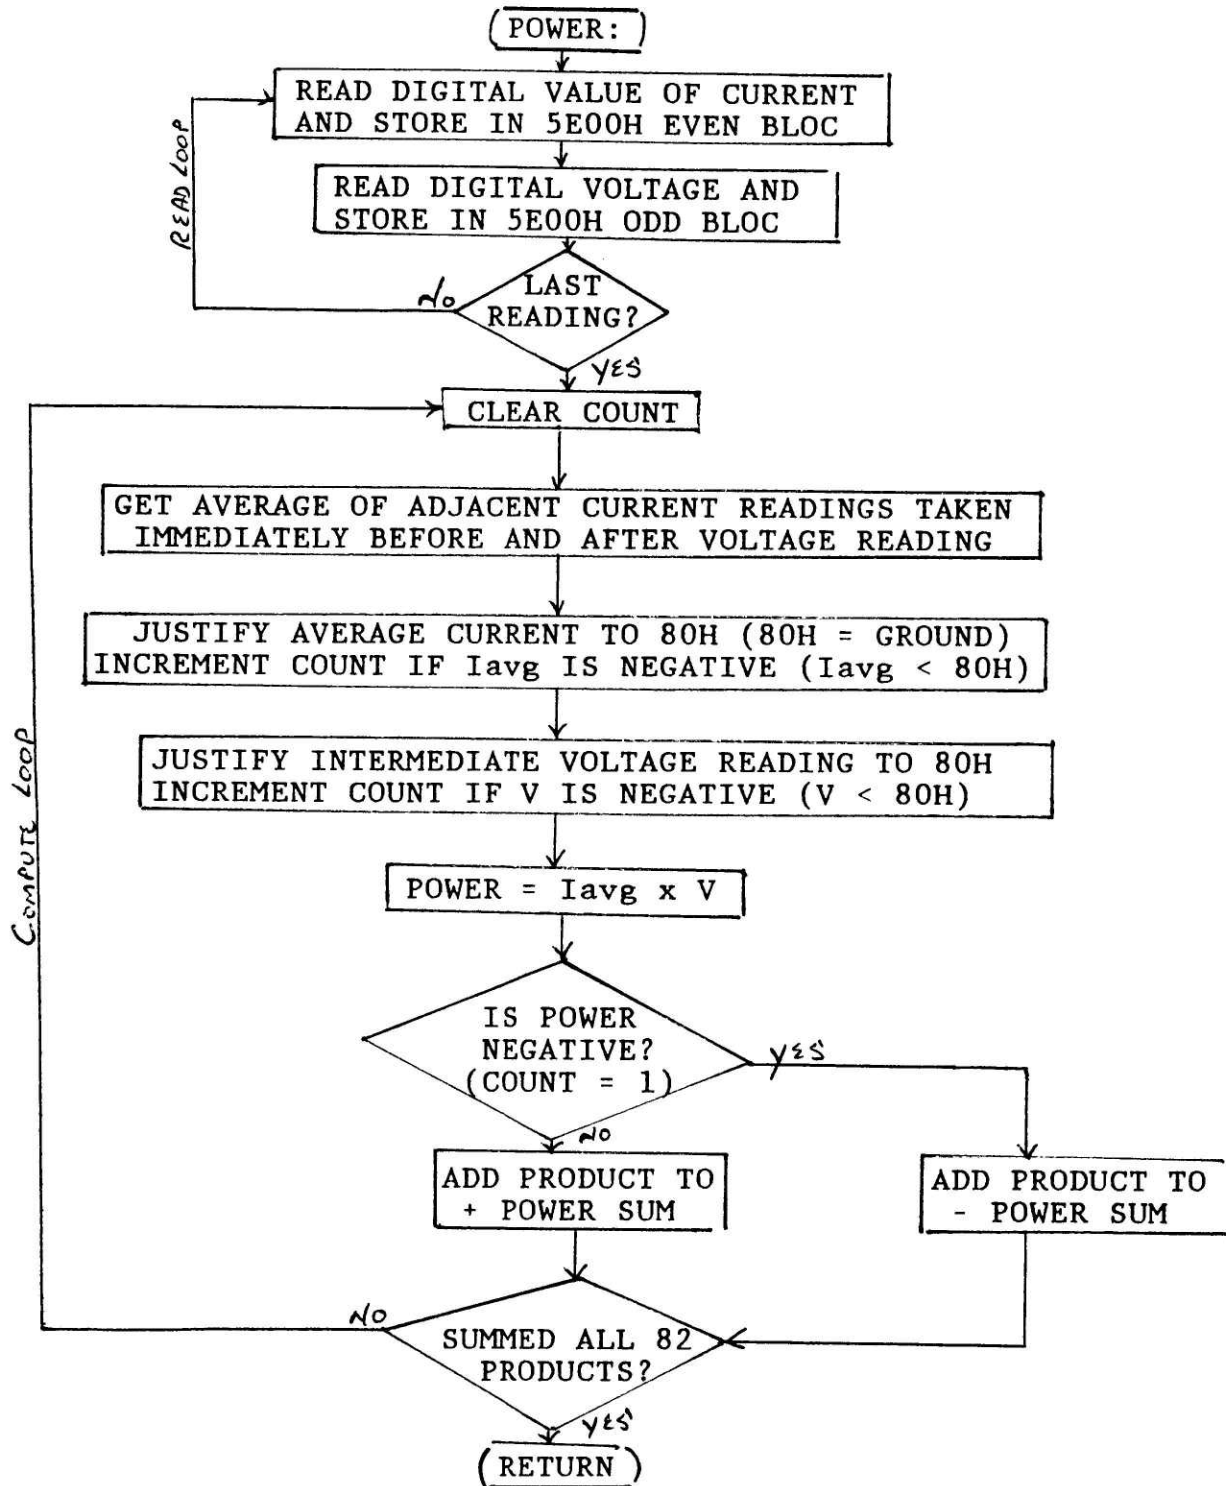 POWER:
READ DIGITAL VALUE OF CURRENT
AND STORE IN 5E00H EVEN BLOC
READ LOOP
READ DIGITAL VOLTAGE AND
STORE IN 5E00H ODD BLOC
LAST
READING?
No
YES
CLEAR COUNT
GET AVERAGE OF ADJACENT CURRENT READINGS TAKEN
IMMEDIATELY BEFORE AND AFTER VOLTAGE READING
JUSTIFY AVERAGE CURRENT TO 80H (80H = GROUND)
INCREMENT COUNT IF Iavg IS NEGATIVE (Iavg < 80H)
COMPUTE LOOP
JUSTIFY INTERMEDIATE VOLTAGE READING TO 80H
INCREMENT COUNT IF V IS NEGATIVE (V < 80H)
POWER = Iavg x V
IS POWER
NEGATIVE?
(COUNT = 1)
YES
NO
ADD PRODUCT TO
+ POWER SUM
ADD PRODUCT TO
- POWER SUM
NO
SUMMED ALL 82
PRODUCTS?
YES
RETURN